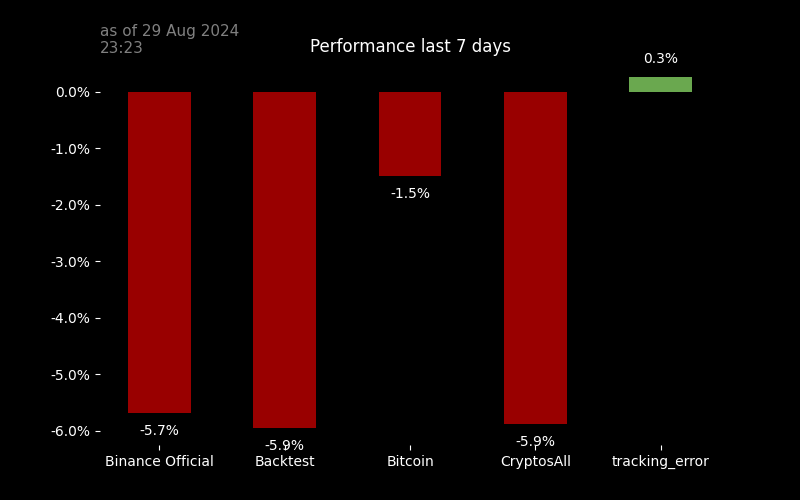 as of 29 Aug 2024
23:23
Performance last 7 days
0.3%
0.0%
-1.0%
-1.5%
-2.0%
-3.0%
-4.0%
-5.0%
-6.0%
-5.7%
-5.9%
-5.9%
Binance Official
Backtest
Bitcoin
CryptosAll
tracking_error